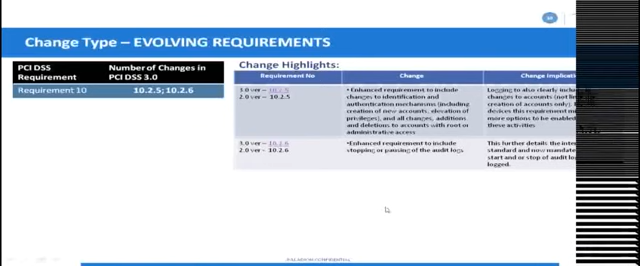 Change Type – EVOLVING REQUIREMENTS
PCI DSS Requirement
Number of Changes in PCI DSS 3.0
Requirement 10
10.2.5; 10.2.6
Change Highlights:
Requirement No
Change
Change Implicati
3.0 ver – 10.2.5
2.0 ver – 10.2.5
• Enhanced requirement to include
changes to identification and
authentication mechanisms (including
creation of new accounts, elevation of
privileges), and all changes, additions
and deletions to accounts with root or
administrative access
Logging to also clearly inclu
changes to accounts (not
creation of accounts only).
devices this requirement
more options to be enabled
these activities
3.0 ver – 10.2.6
2.0 ver – 10.2.6
• Enhanced requirement to include
stopping or pausing of the audit logs
This further details the
standard and now mandate
start and or stop of audit
logged.